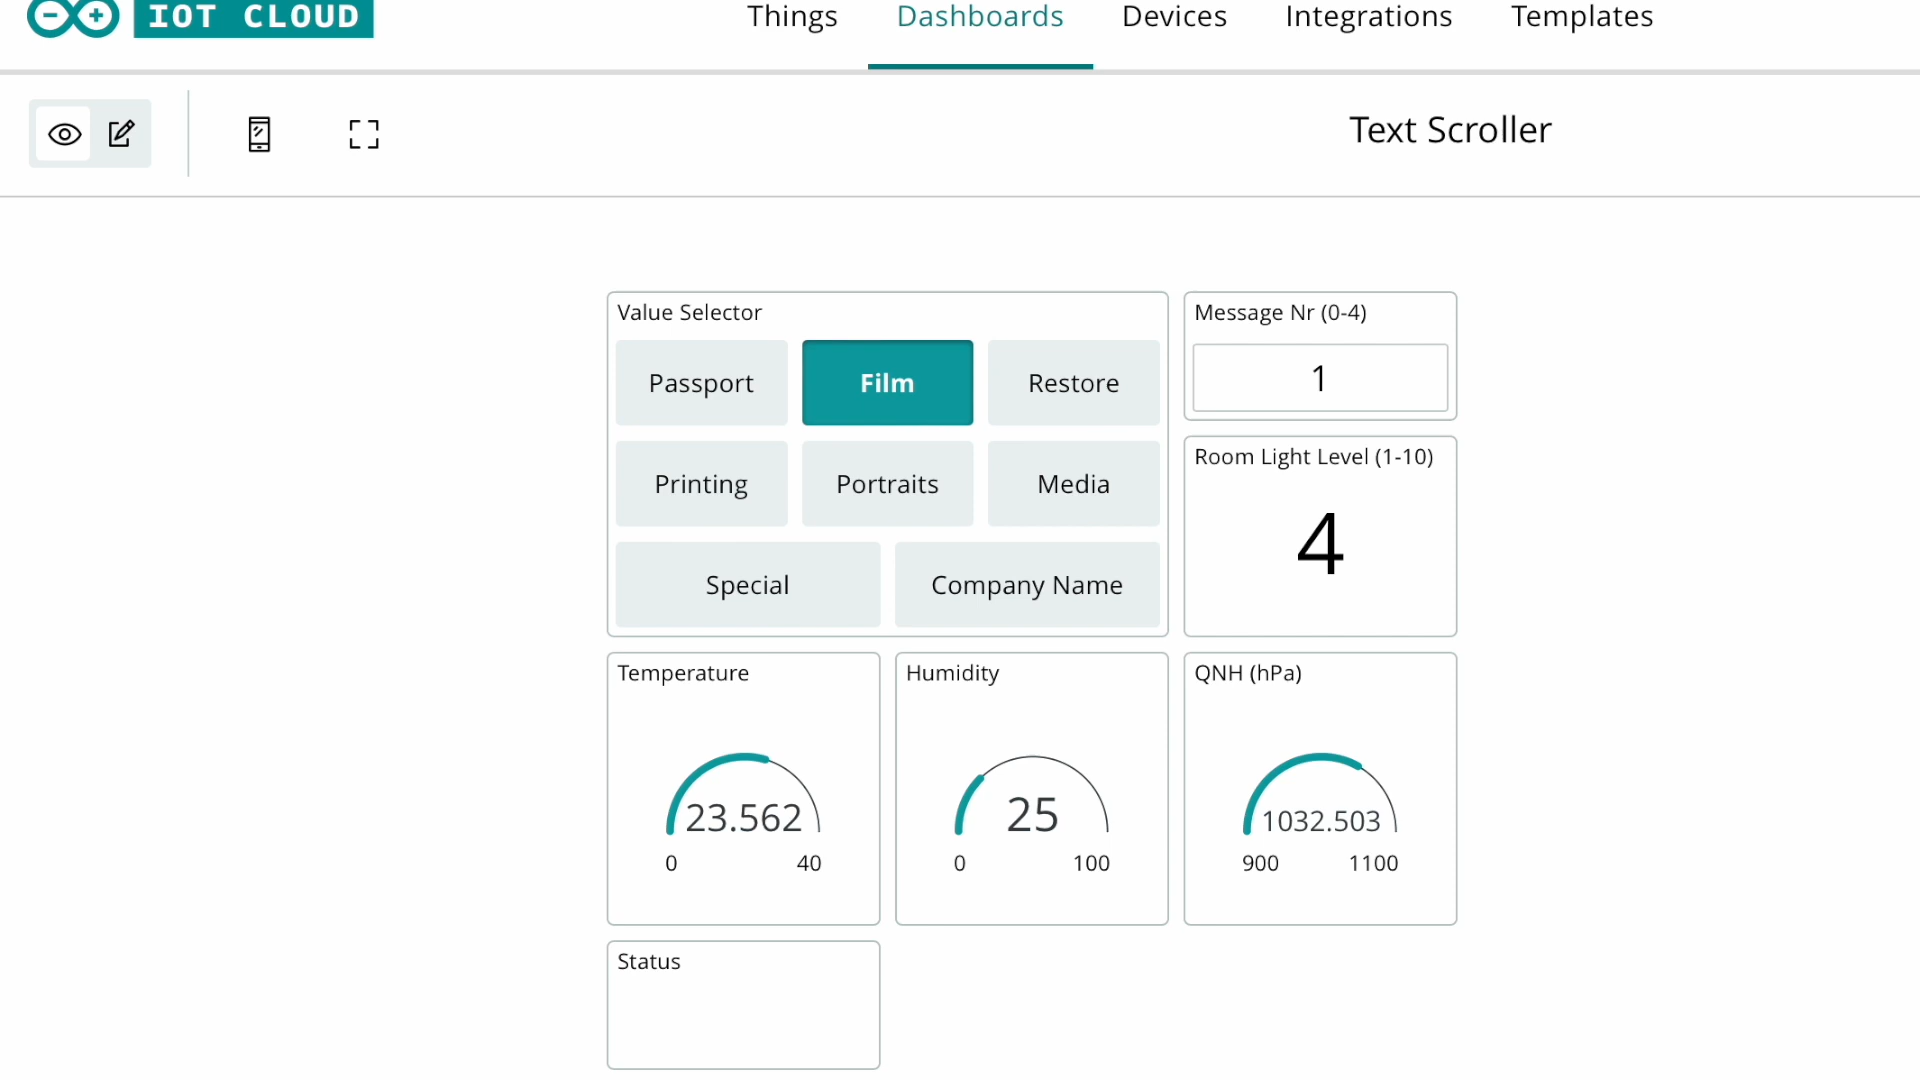 IOT CLOUD
Things Dashboards Devices Integrations Templates
Text Scroller
Value Selector
Passport Film Restore
Printing Portraits Media
Special Company Name
Message Nr (0-4)
1
Room Light Level (1-10)
4
Temperature
23.562
0 40
Humidity
25
0 100
QNH (hPa)
1032.503
900 1100
Status